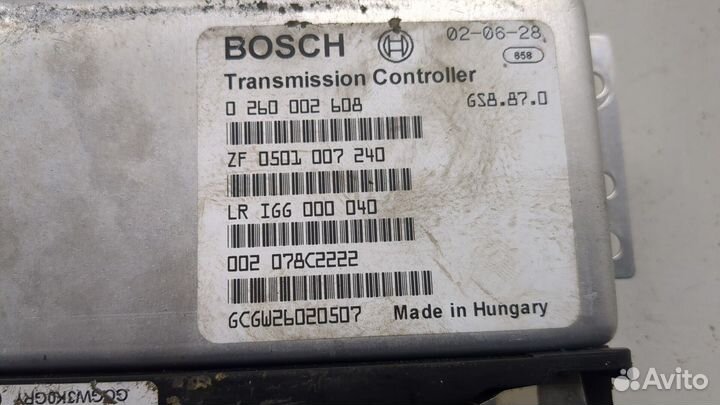 BOSCH 02-06-28
858
Transmission Controller
0 260 002 608 GS8.87.0
ZF 0501 007 240
LR IGG 000 040
002 078C2222
GCGW26020507 Made in Hungary
GCGW3K0GRY
Avito